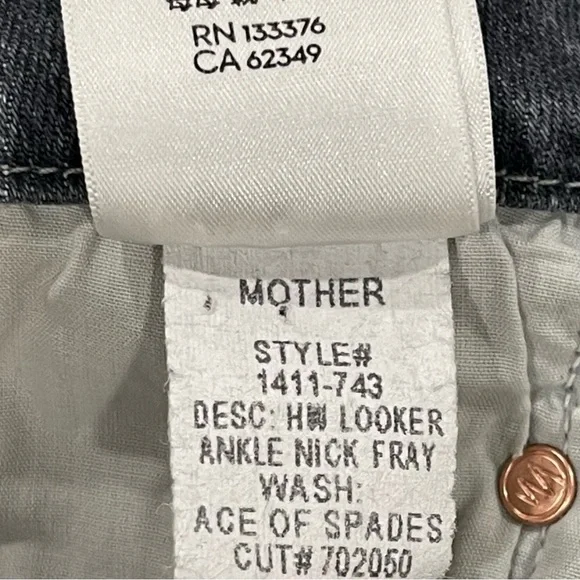 RN 133376
CA 62349
MOTHER
STYLE#
1411-743
DESC: HW LOOKER
ANKLE NICK FRAY
WASH:
ACE OF SPADES
CUT# 702050